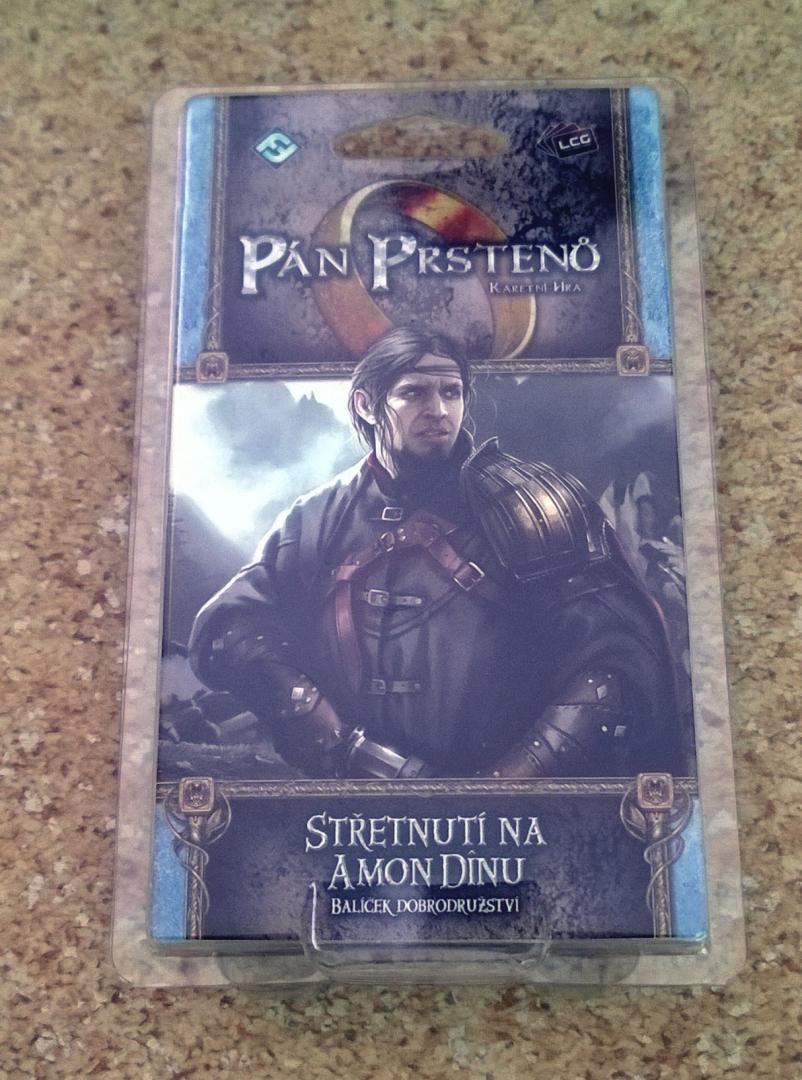 LCG
Pán Prstenů
Karetní Hra
Střetnutí na
Amon Dînu
Balíček dobrodružství